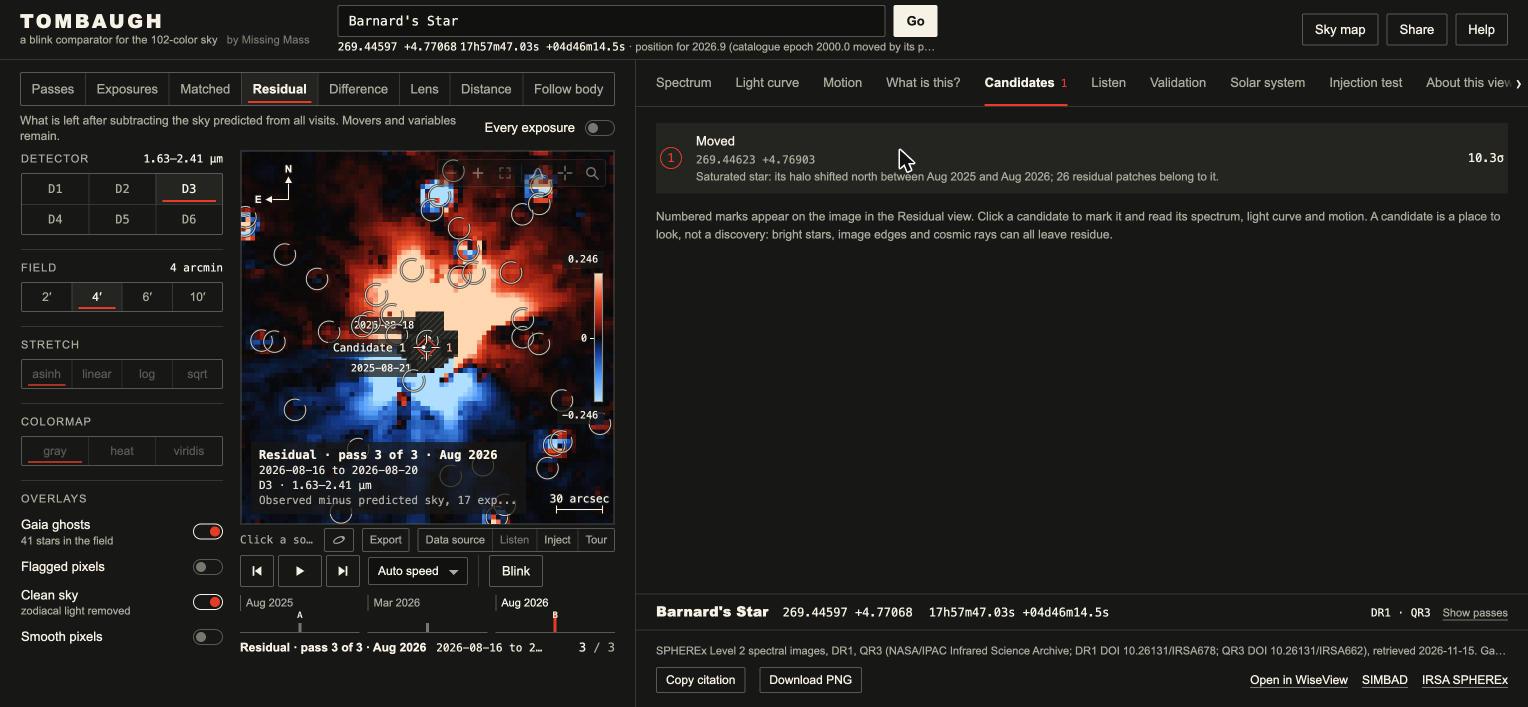 TOMBAUGH
a blink comparator for the 102-color sky by Missing Mass
Barnard's Star
Go
269.44597 +4.77068 17h57m47.03s +04d46m14.5s · position for 2026.9 (catalogue epoch 2000.0 moved by its p…
Sky map
Share
Help
Passes
Exposures
Matched
Residual
Difference
Lens
Distance
Follow body
What is left after subtracting the sky predicted from all visits. Movers and variables
remain.
Every exposure
DETECTOR
1.63–2.41 μm
D1
D2
D3
D4
D5
D6
FIELD
4 arcmin
2′
4′
6′
10′
STRETCH
asinh
linear
log
sqrt
COLORMAP
gray
heat
viridis
OVERLAYS
Gaia ghosts
41 stars in the field
Flagged pixels
Clean sky
zodiacal light removed
Smooth pixels
N
E
0.246
0
-0.246
2025-08-18
Candidate 1
1
2025-08-21
Residual · pass 3 of 3 · Aug 2026
2026-08-16 to 2026-08-20
D3 · 1.63–2.41 μm
Observed minus predicted sky, 17 exp...
30 arcsec
Click a so…
Export
Data source
Listen
Inject
Tour
Auto speed
Blink
Aug 2025
Mar 2026
Aug 2026
A
B
Residual · pass 3 of 3 · Aug 2026 2026-08-16 to 2… 3 / 3
Spectrum
Light curve
Motion
What is this?
Candidates 1
Listen
Validation
Solar system
Injection test
About this view
1
Moved
269.44623 +4.76903
Saturated star: its halo shifted north between Aug 2025 and Aug 2026; 26 residual patches belong to it.
10.3σ
Numbered marks appear on the image in the Residual view. Click a candidate to mark it and read its spectrum, light curve and motion. A candidate is a place to
look, not a discovery: bright stars, image edges and cosmic rays can all leave residue.
Barnard's Star 269.44597 +4.77068 17h57m47.03s +04d46m14.5s
DR1 · QR3 Show passes
SPHEREx Level 2 spectral images, DR1, QR3 (NASA/IPAC Infrared Science Archive; DR1 DOI 10.26131/IRSA678; QR3 DOI 10.26131/IRSA662), retrieved 2026-11-15. Ga…
Copy citation
Download PNG
Open in WiseView
SIMBAD
IRSA SPHEREx